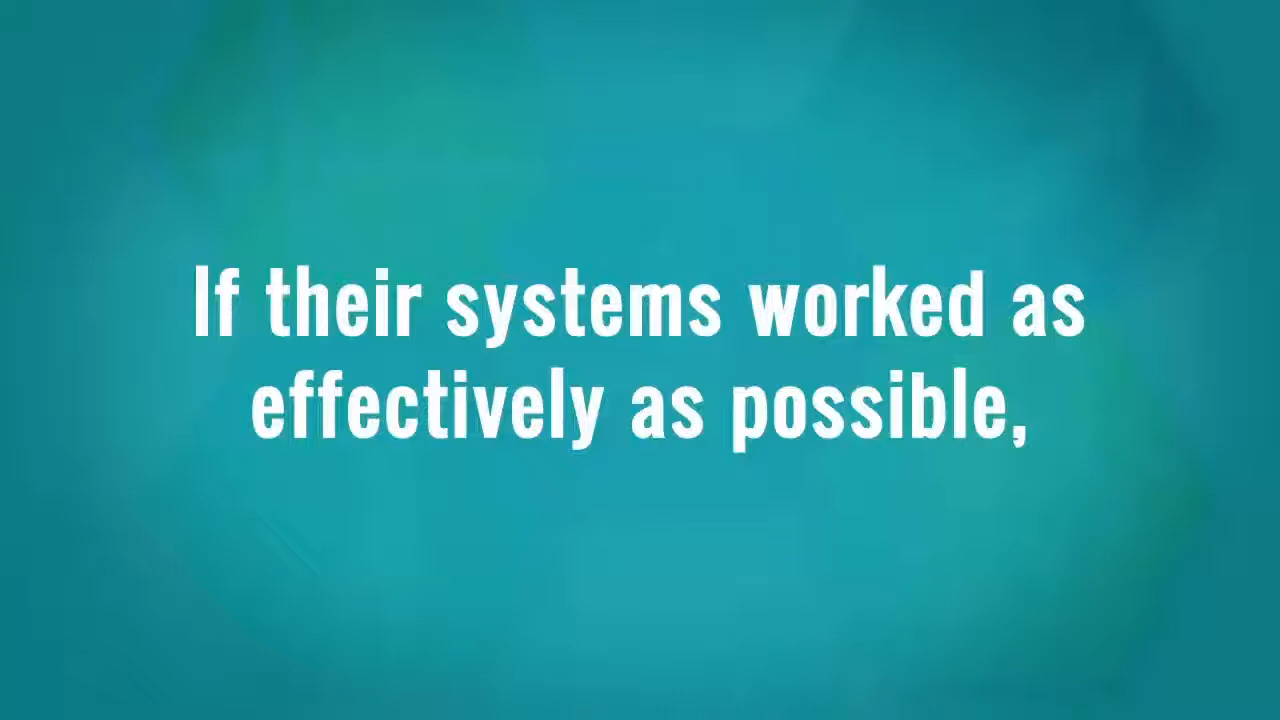 If their systems worked as
effectively as possible,